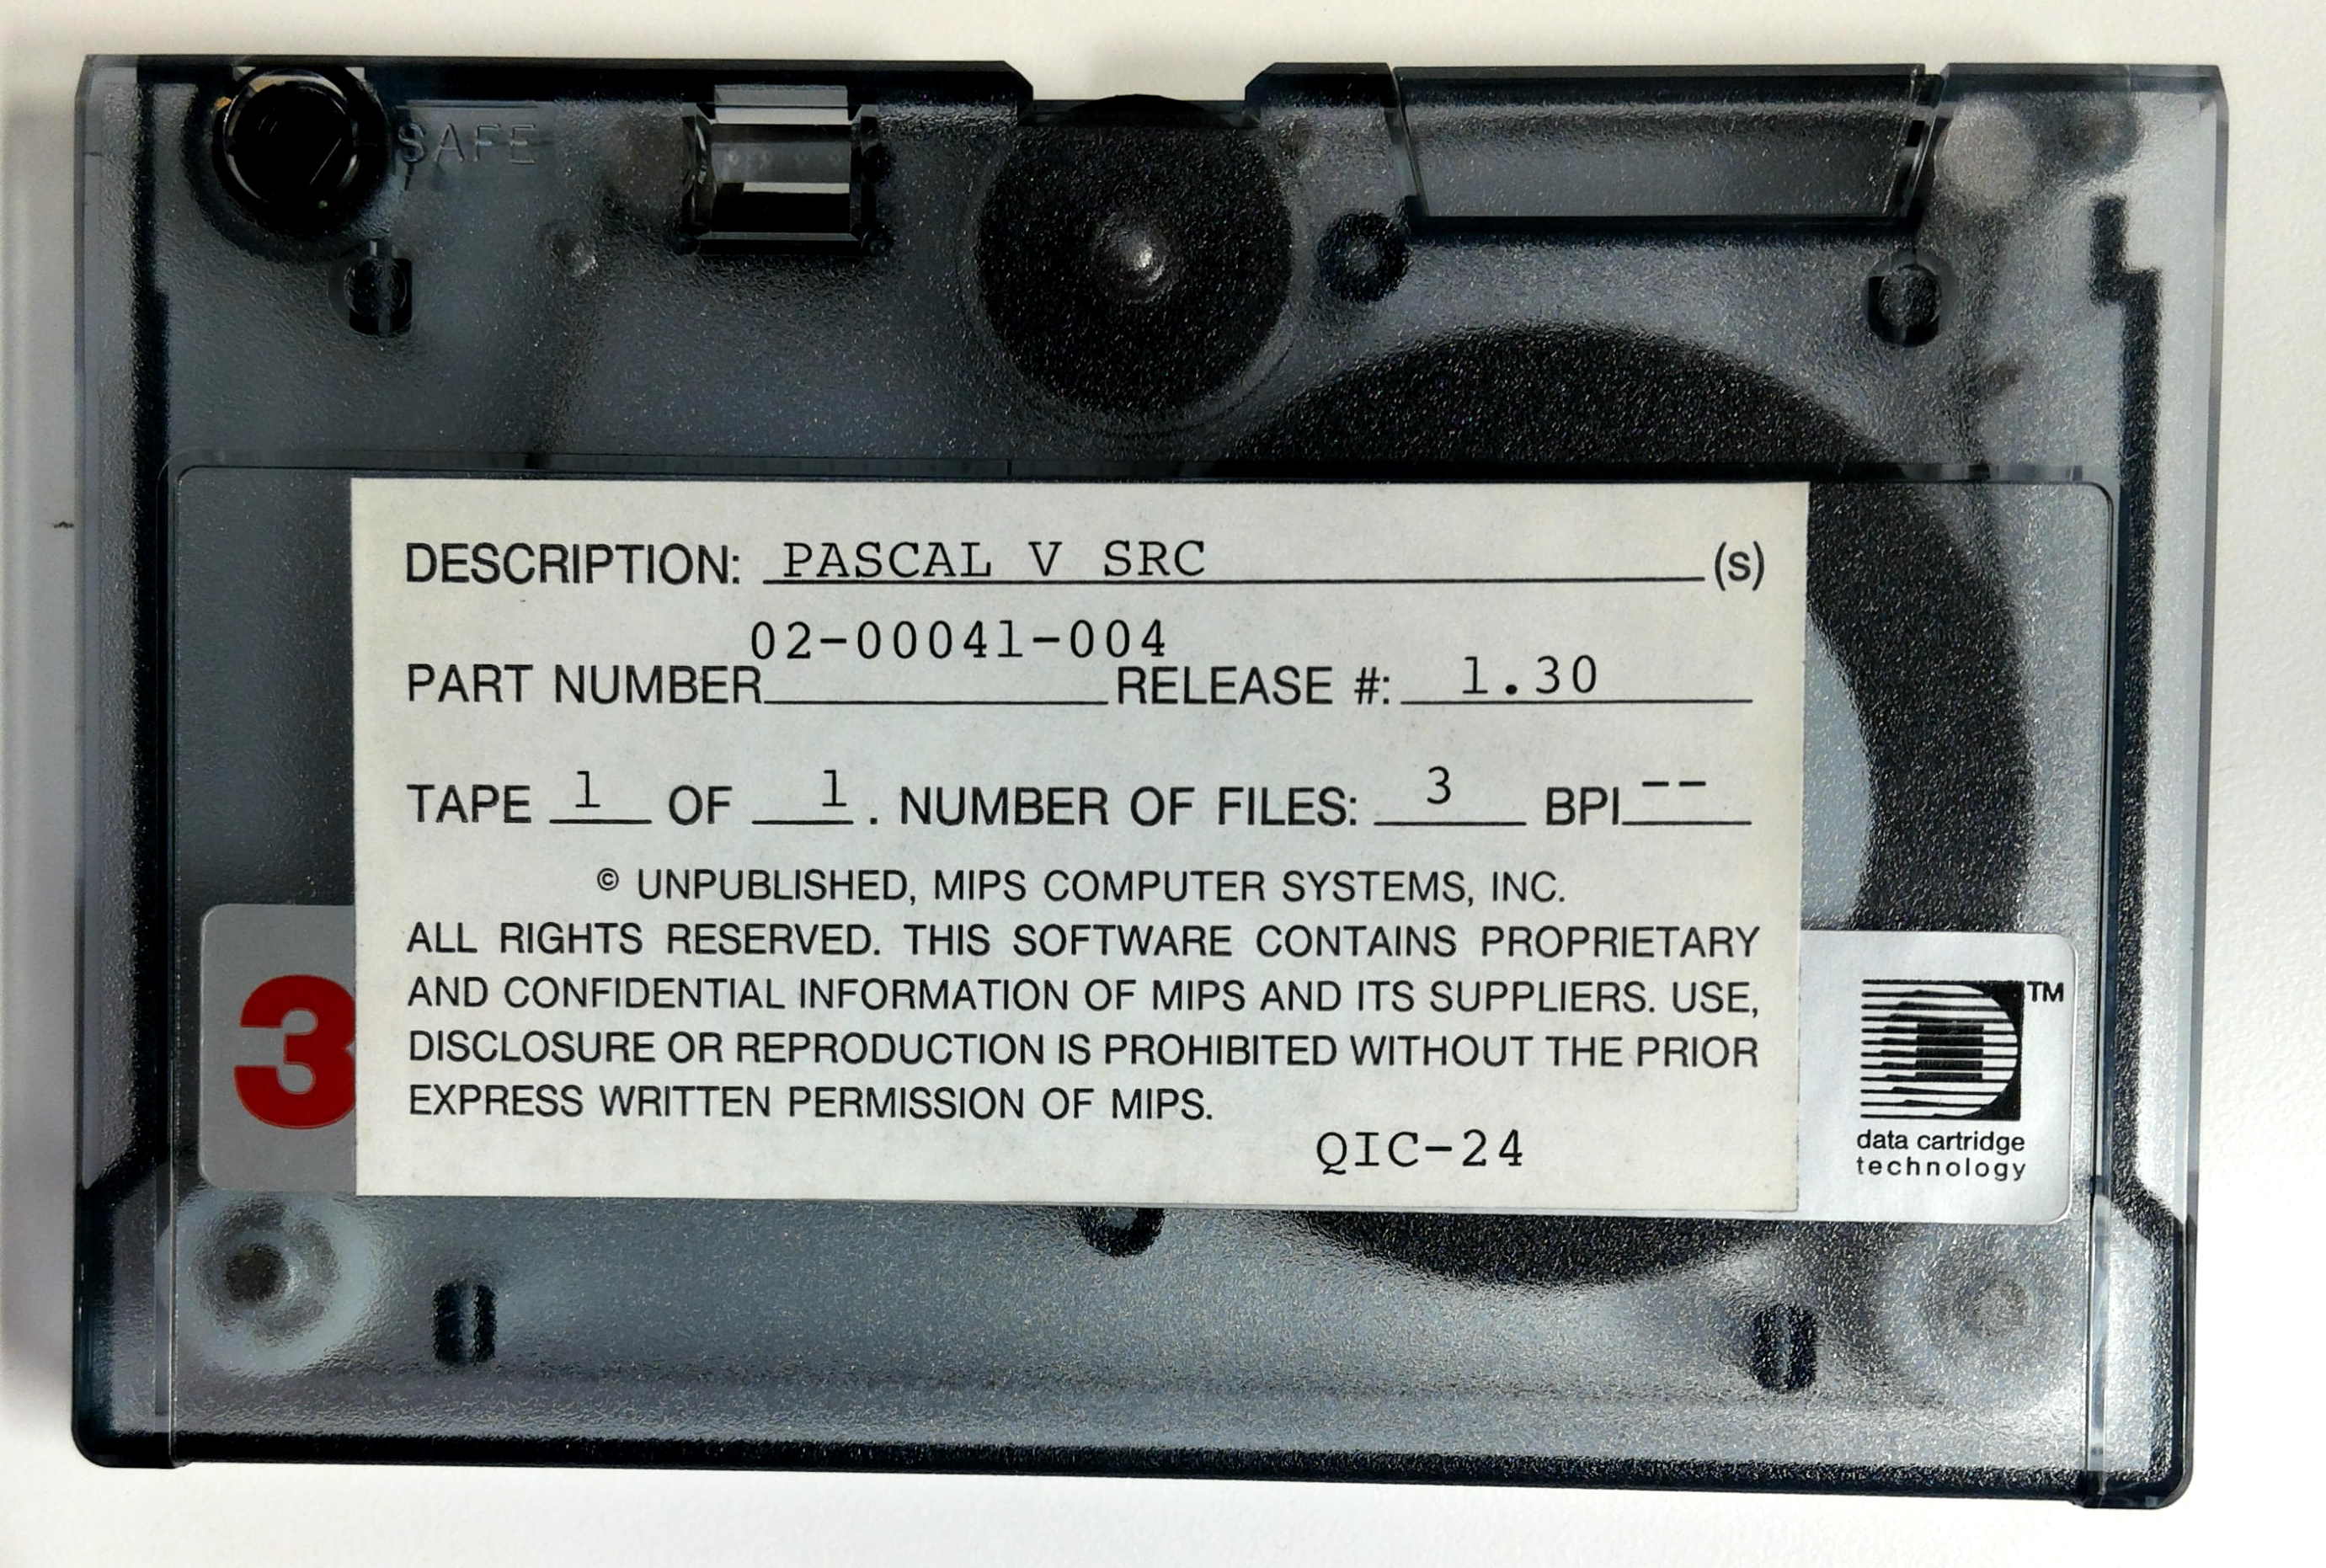 SAFE
DESCRIPTION: PASCAL V SRC (s)
02-00041-004
PART NUMBER RELEASE #: 1.30
TAPE 1 OF 1. NUMBER OF FILES: 3 BPI --
© UNPUBLISHED, MIPS COMPUTER SYSTEMS, INC.
ALL RIGHTS RESERVED. THIS SOFTWARE CONTAINS PROPRIETARY
AND CONFIDENTIAL INFORMATION OF MIPS AND ITS SUPPLIERS. USE,
DISCLOSURE OR REPRODUCTION IS PROHIBITED WITHOUT THE PRIOR
EXPRESS WRITTEN PERMISSION OF MIPS.
QIC-24
3
D TM
data cartridge
technology